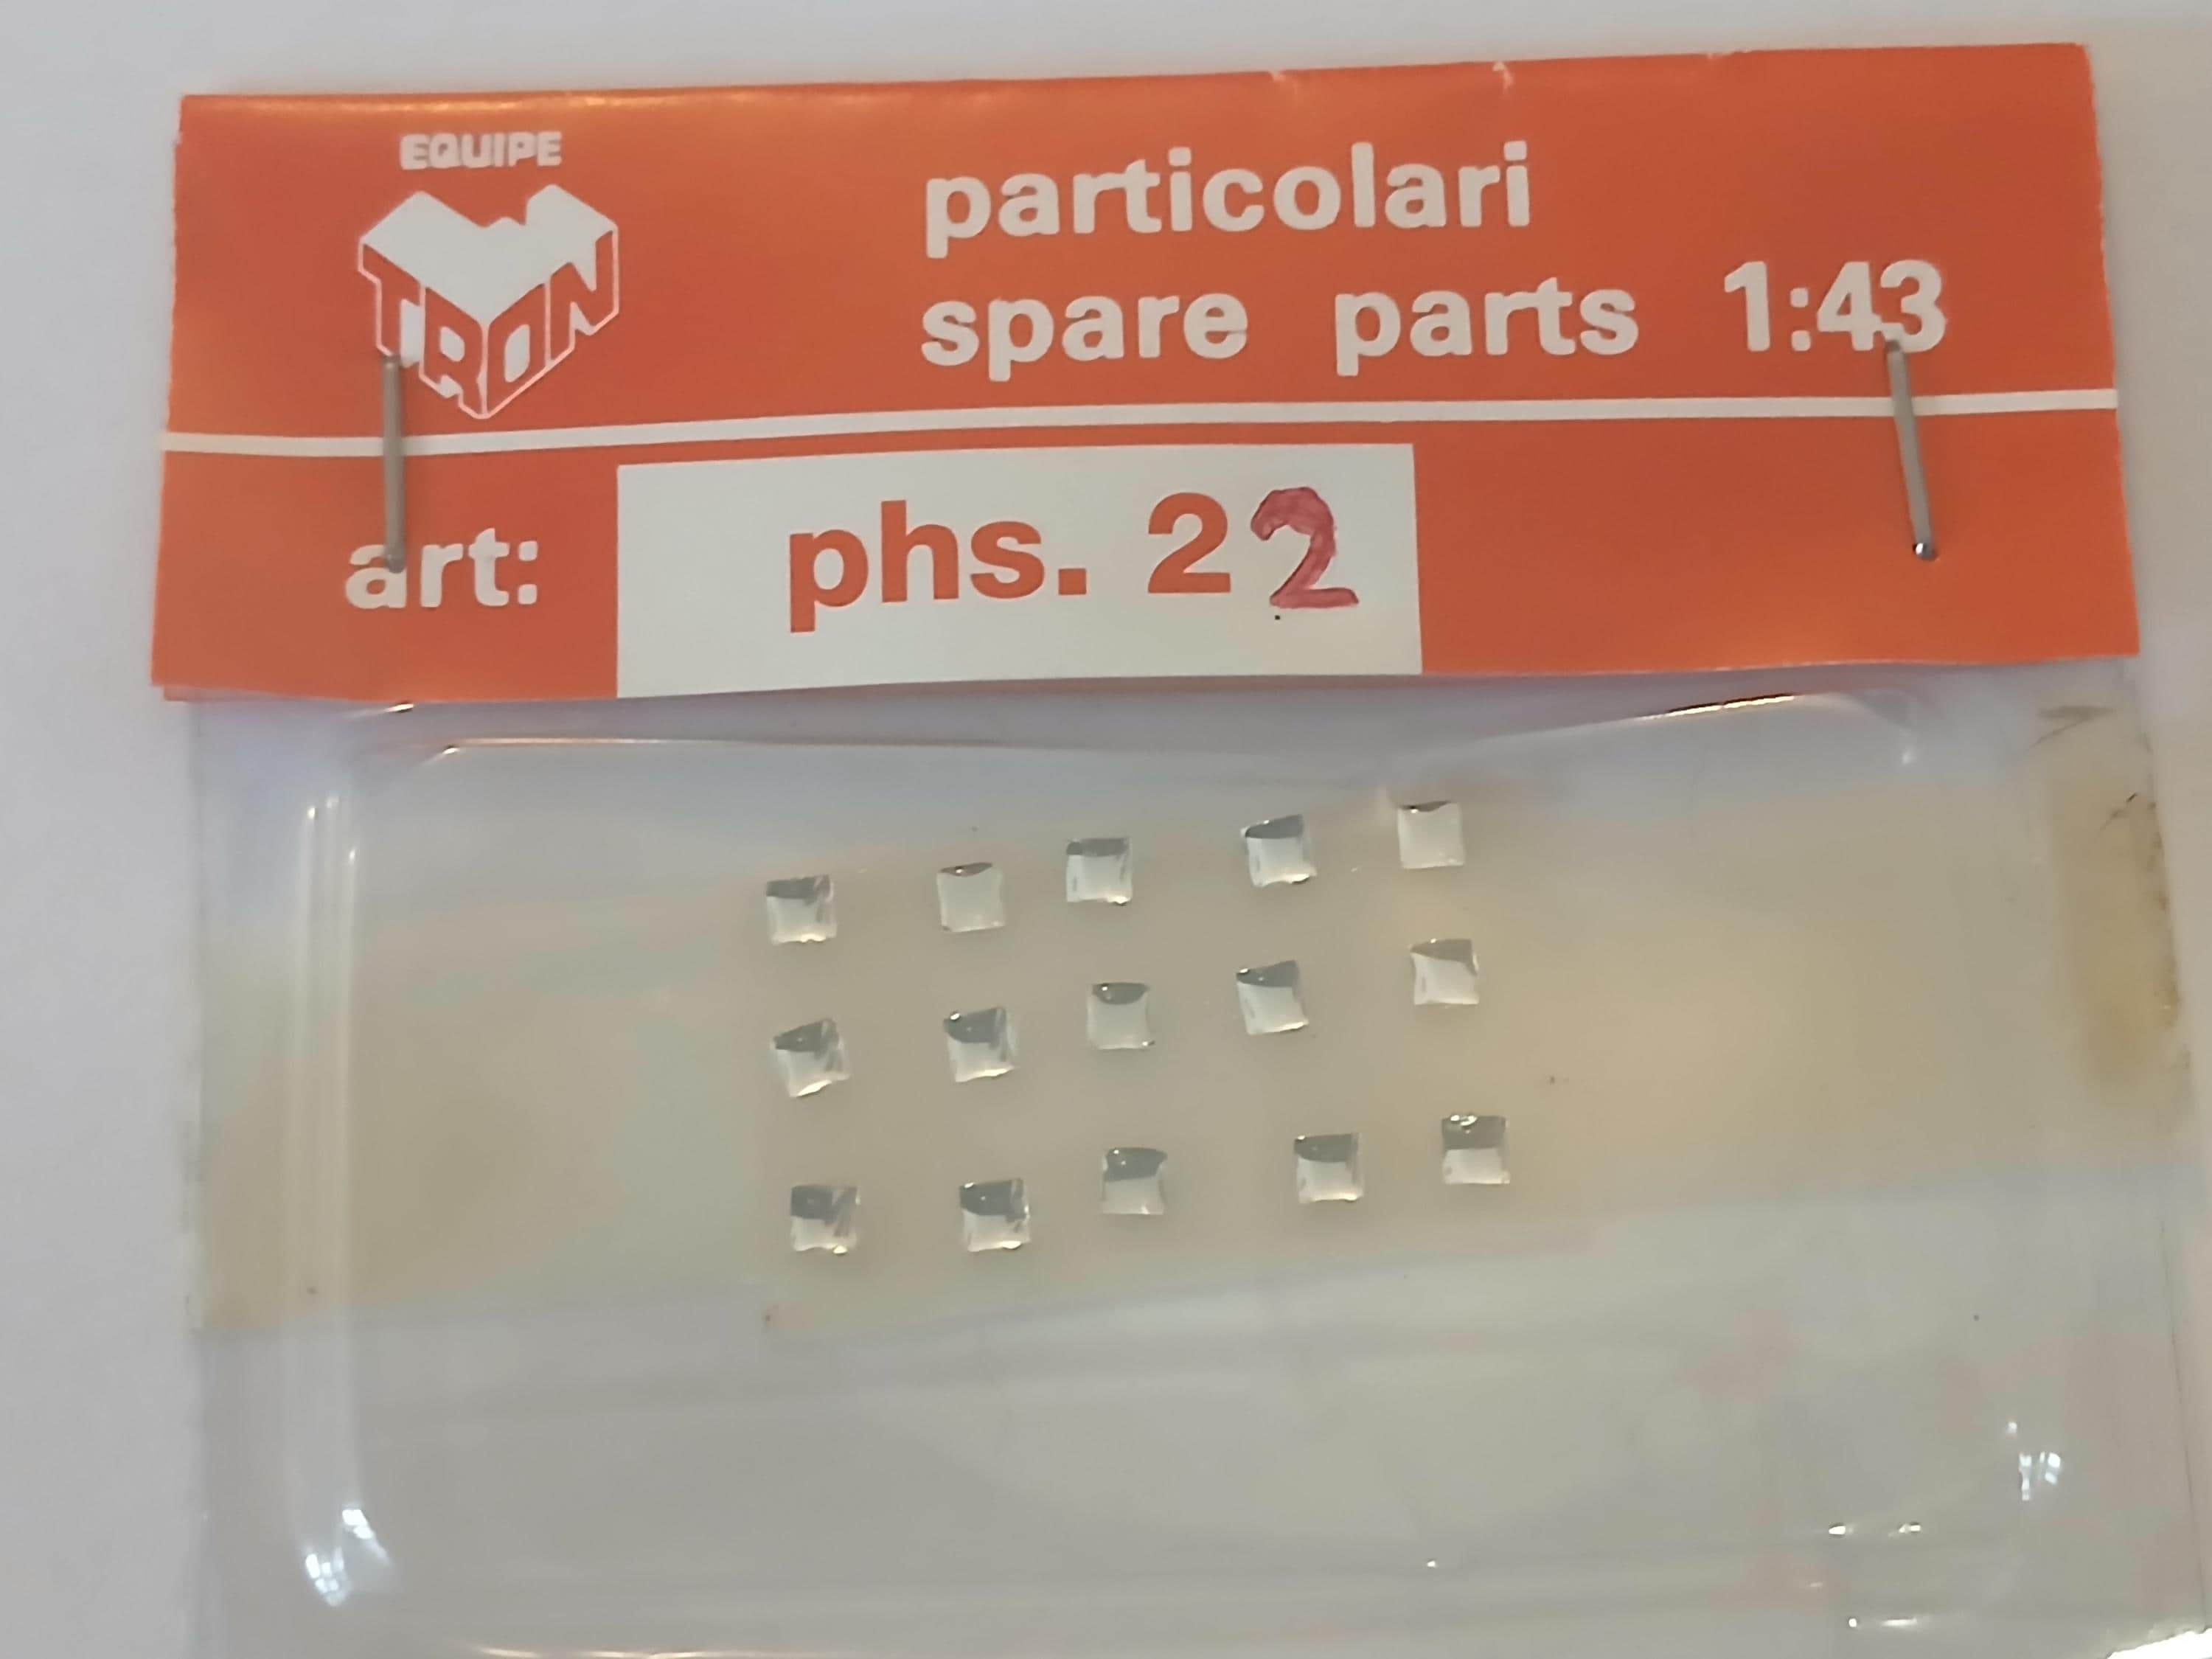 EQUIPE
TRON
particolari
spare parts 1:43
art: phs. 22